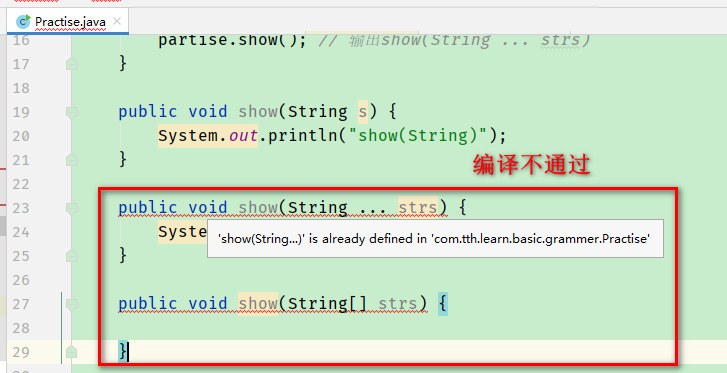 Practise.java
16 partise.show(); // 输出show(String ... strs)
17 }
18
19 public void show(String s) {
20 System.out.println("show(String)");
21 }
22 编译不通过
23 public void show(String ... strs) {
24 Syste
'show(String...)' is already defined in 'com.tth.learn.basic.grammer.Practise'
25 }
26
27 public void show(String[] strs) {
28
29 }